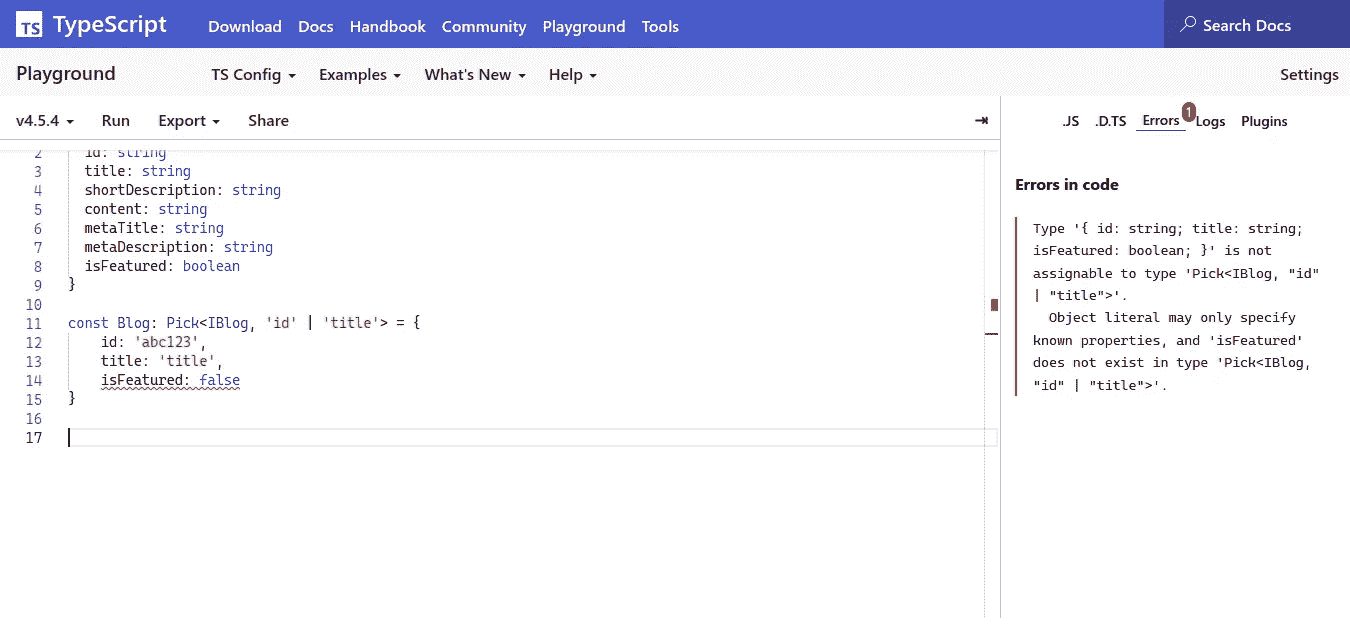 TS TypeScript Download Docs Handbook Community Playground Tools Search Docs
Playground TS Config Examples What's New Help Settings
v4.5.4 Run Export Share .JS .D.TS Errors 1 Logs Plugins
2 id: string
3 title: string
4 shortDescription: string
5 content: string
6 metaTitle: string
7 metaDescription: string
8 isFeatured: boolean
9 }
10
11 const Blog: Pick<IBlog, 'id' | 'title'> = {
12 id: 'abc123',
13 title: 'title',
14 isFeatured: false
15 }
16
17
Errors in code
Type '{ id: string; title: string;
isFeatured: boolean; }' is not
assignable to type 'Pick<IBlog, "id"
| "title">'.
Object literal may only specify
known properties, and 'isFeatured'
does not exist in type 'Pick<IBlog,
"id" | "title">'.